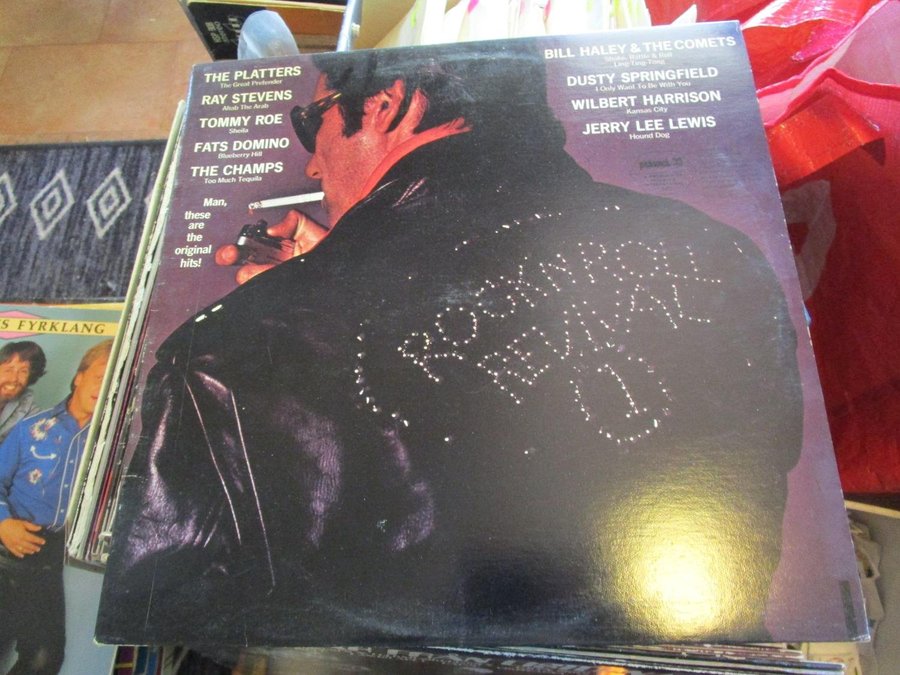 THE PLATTERS
The Great Pretender
RAY STEVENS
Ahab The Arab
TOMMY ROE
Sheila
FATS DOMINO
Blueberry Hill
THE CHAMPS
Too Much Tequila
Man,
these
are
the
original
hits!
BILL HALEY & THE COMETS
Shake, Rattle & Roll
Ling-Ting-Tong
DUSTY SPRINGFIELD
I Only Want To Be With You
WILBERT HARRISON
Kansas City
JERRY LEE LEWIS
Hound Dog
ROCK'N ROLL
REVIVAL
S FYRKLANG